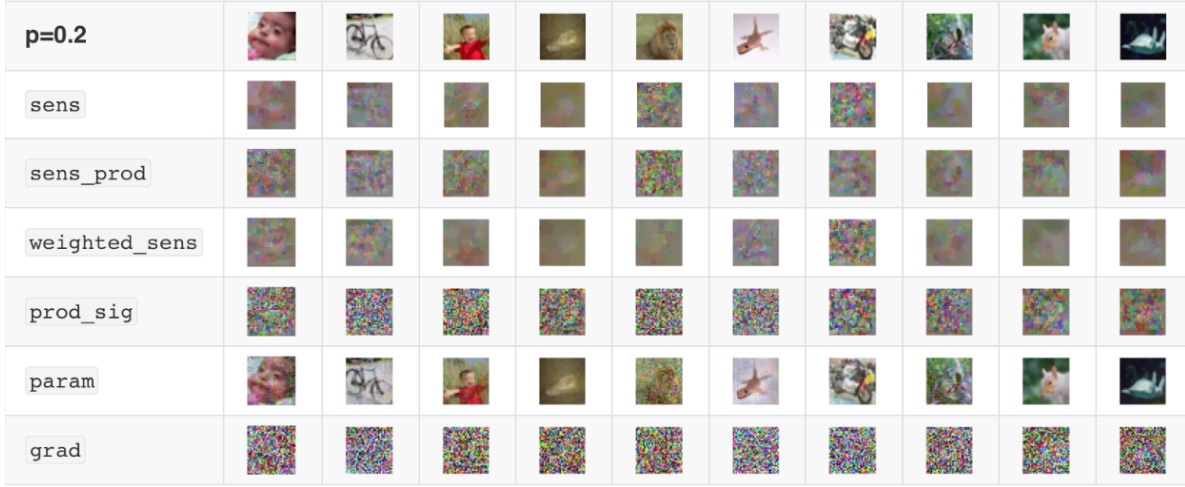 p=0.2
sens
sens_prod
weighted_sens
prod_sig
param
grad